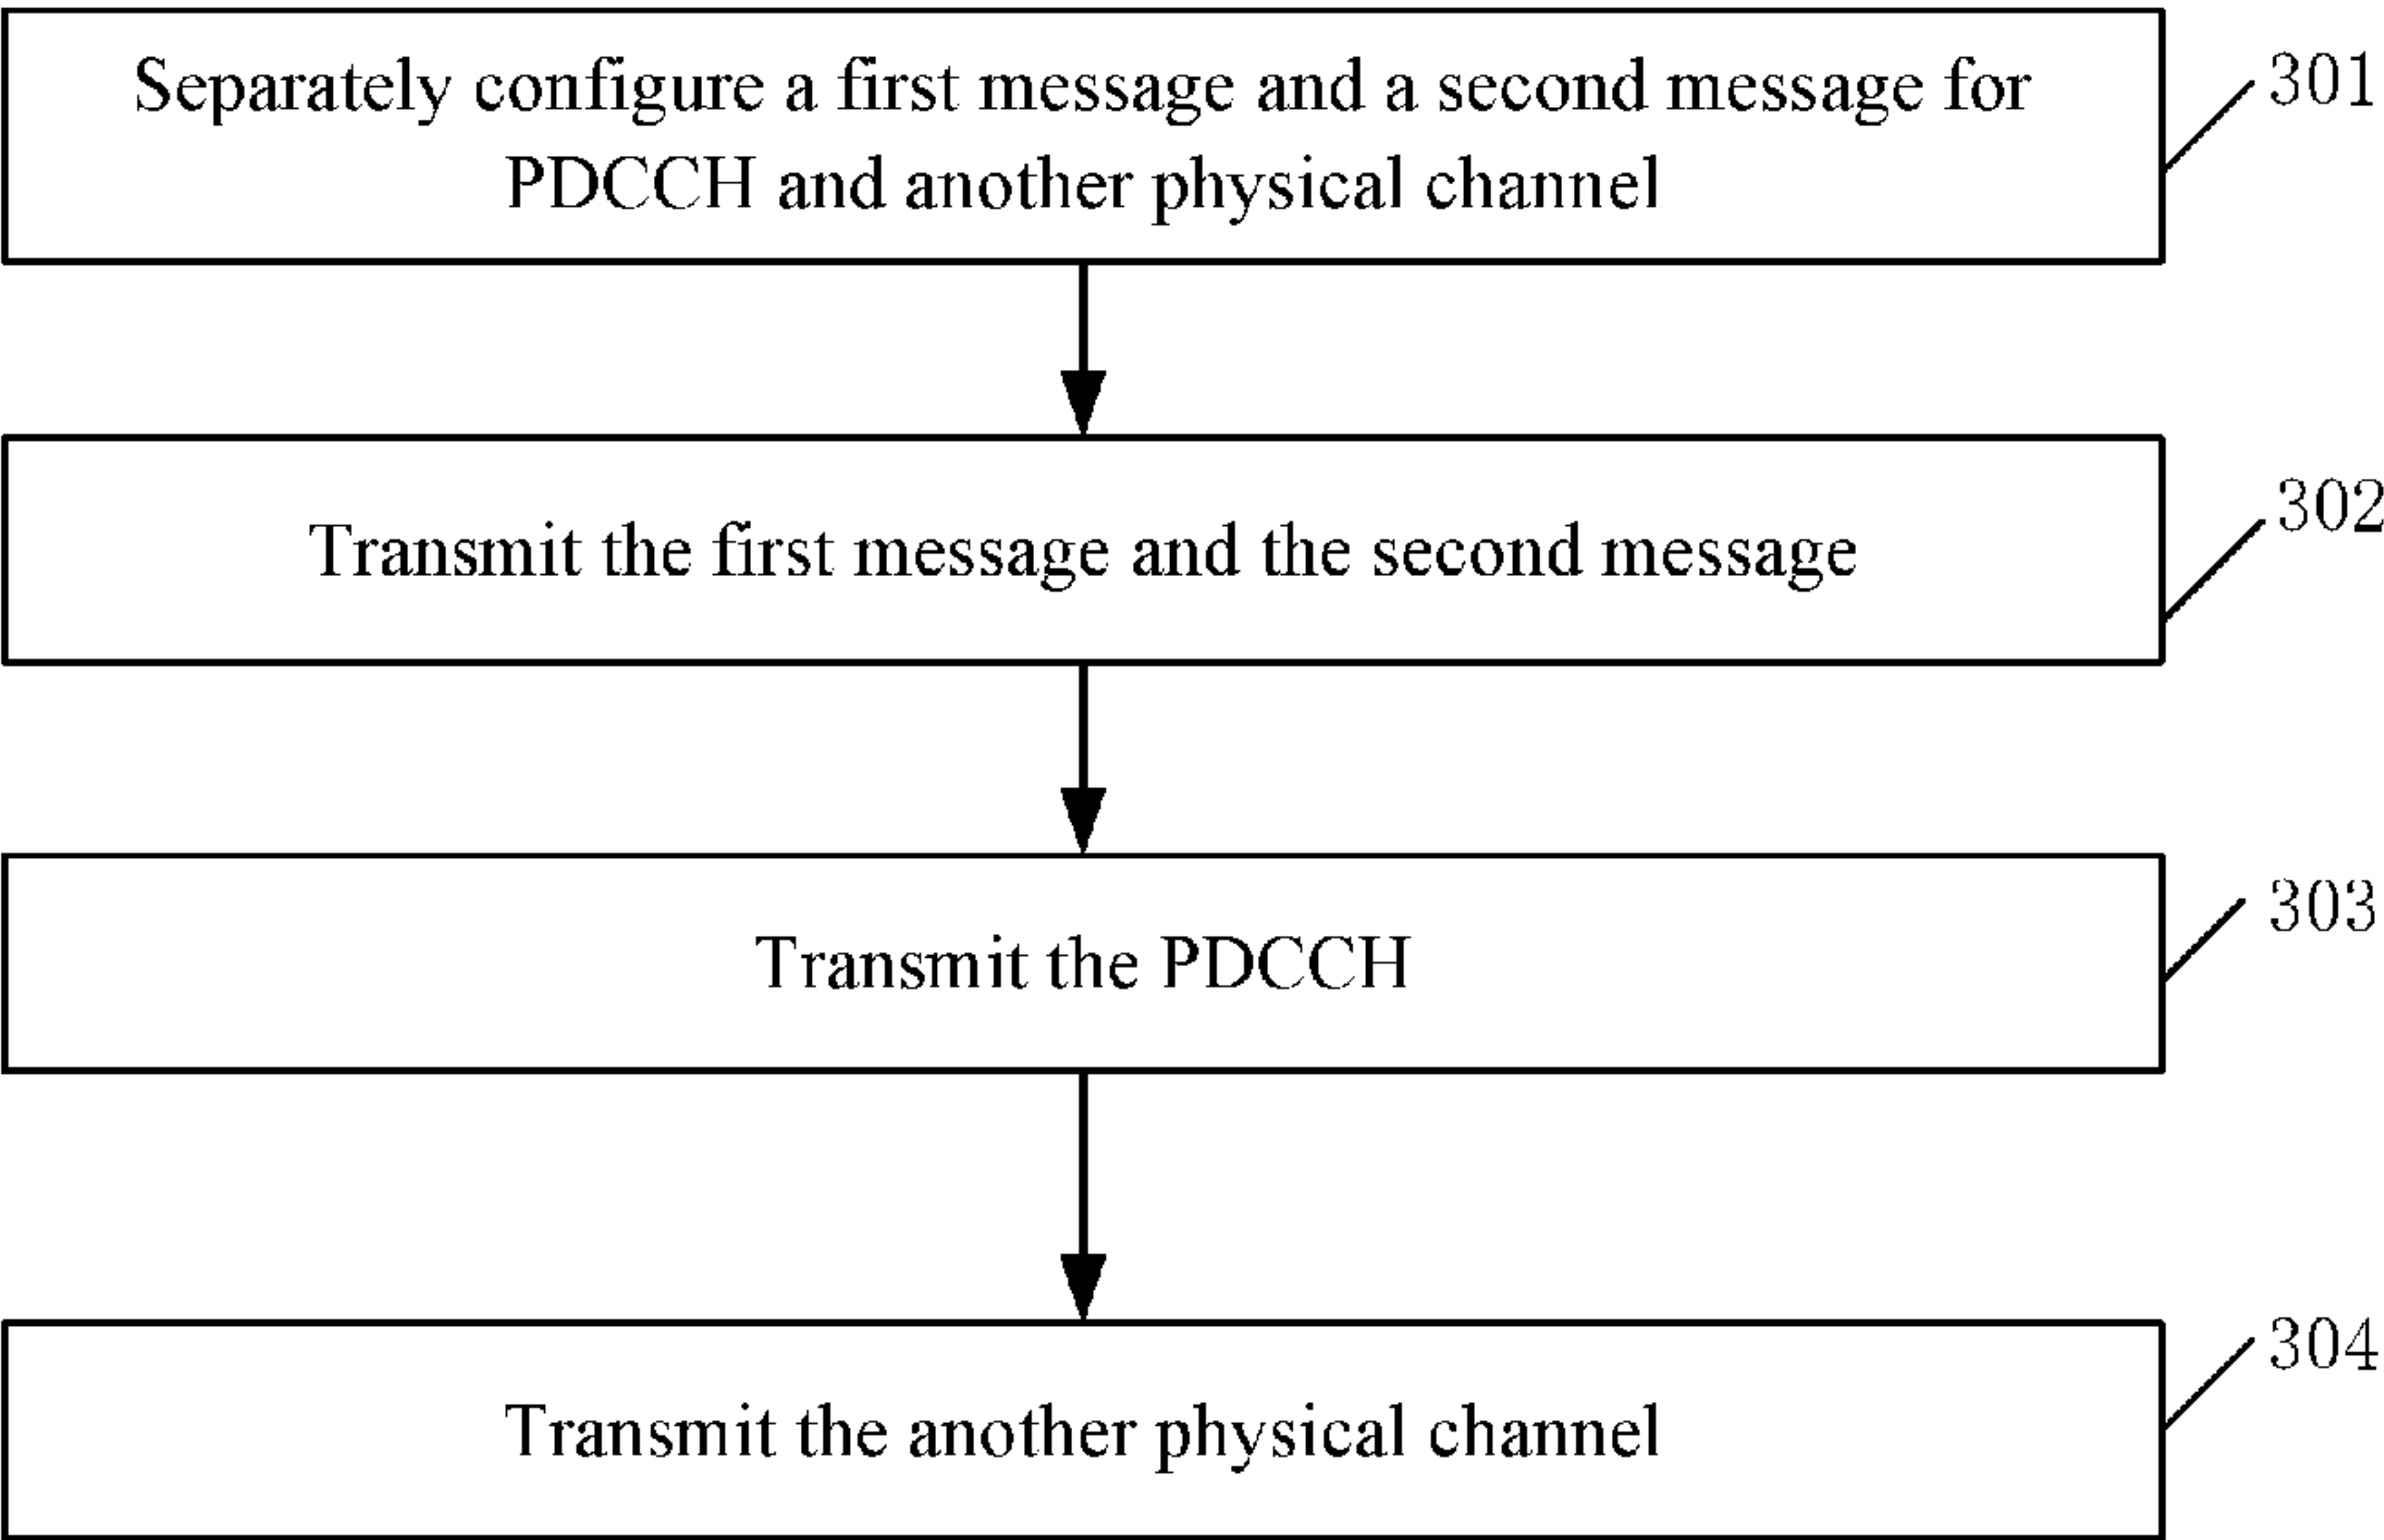 Separately configure a first message and a second message for
PDCCH and another physical channel
301
Transmit the first message and the second message
302
Transmit the PDCCH
303
Transmit the another physical channel
304